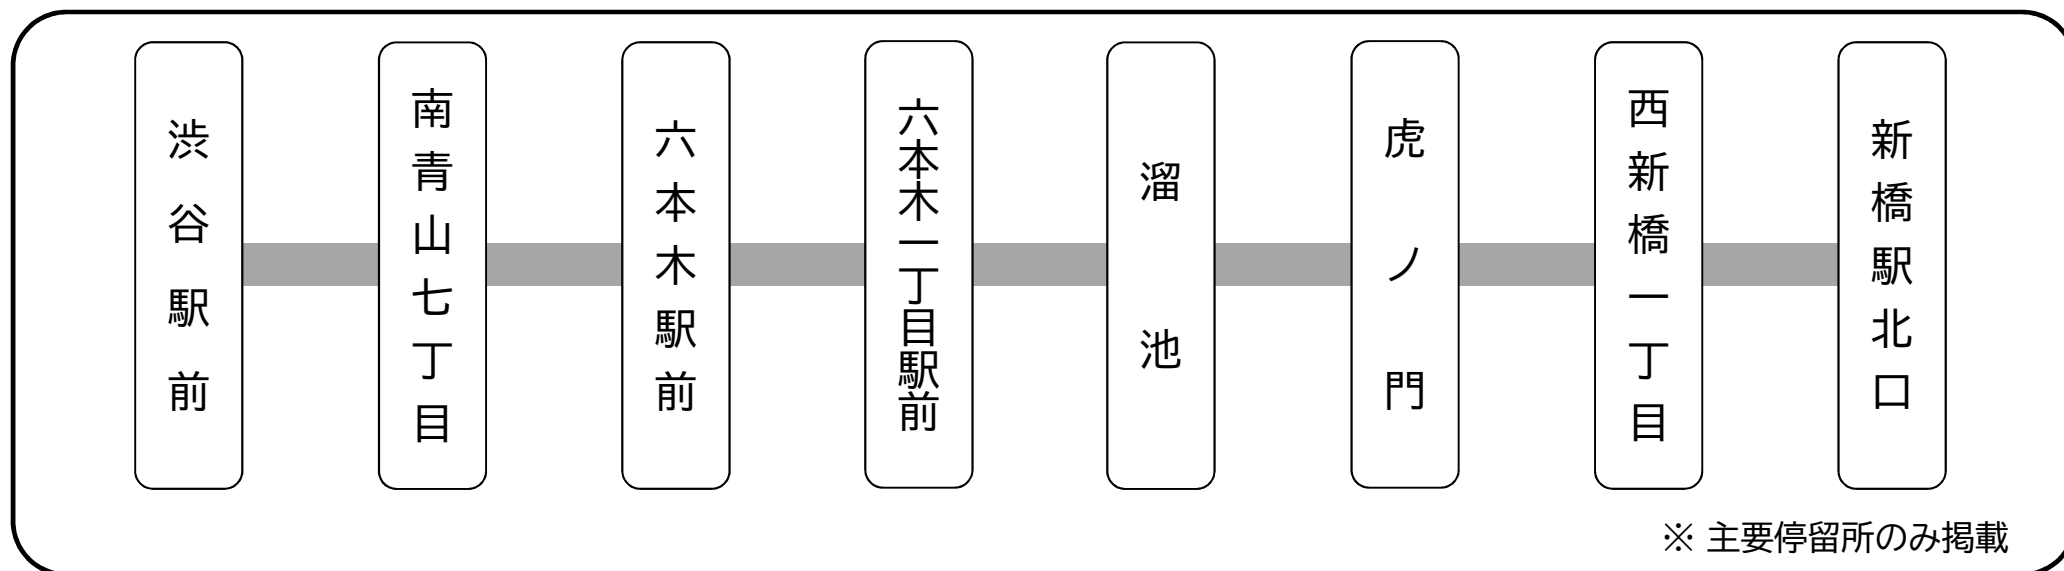 渋谷駅前
南青山七丁目
六本木駅前
六本木一丁目駅前
溜池
虎ノ門
西新橋一丁目
新橋駅北口
※ 主要停留所のみ掲載